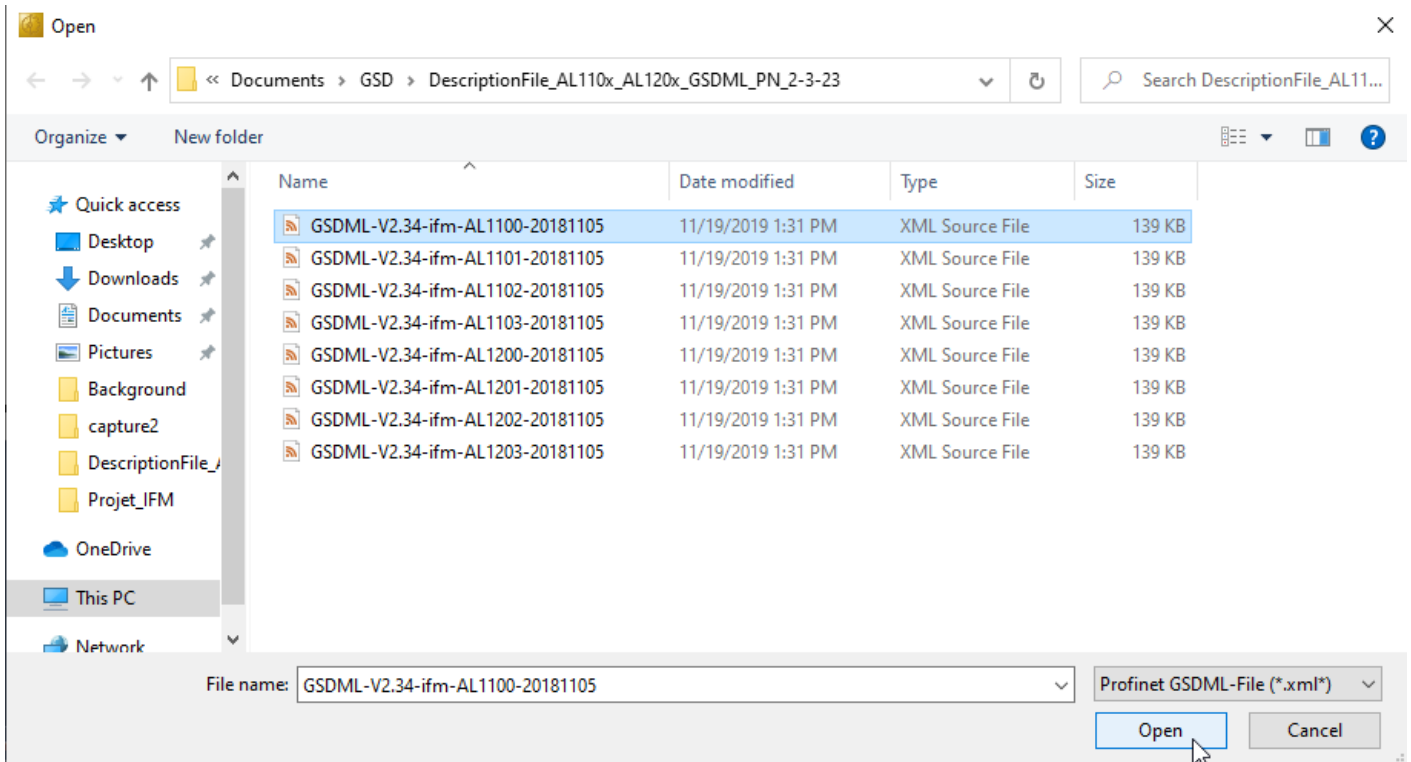 Open
« Documents › GSD › DescriptionFile_AL110x_AL120x_GSDML_PN_2-3-23
Search DescriptionFile_AL11...
Organize
New folder
Name Date modified Type Size
Quick access
Desktop
Downloads
Documents
Pictures
Background
capture2
DescriptionFile_A
Projet_IFM
OneDrive
This PC
Network
GSDML-V2.34-ifm-AL1100-20181105 11/19/2019 1:31 PM XML Source File 139 KB
GSDML-V2.34-ifm-AL1101-20181105 11/19/2019 1:31 PM XML Source File 139 KB
GSDML-V2.34-ifm-AL1102-20181105 11/19/2019 1:31 PM XML Source File 139 KB
GSDML-V2.34-ifm-AL1103-20181105 11/19/2019 1:31 PM XML Source File 139 KB
GSDML-V2.34-ifm-AL1200-20181105 11/19/2019 1:31 PM XML Source File 139 KB
GSDML-V2.34-ifm-AL1201-20181105 11/19/2019 1:31 PM XML Source File 139 KB
GSDML-V2.34-ifm-AL1202-20181105 11/19/2019 1:31 PM XML Source File 139 KB
GSDML-V2.34-ifm-AL1203-20181105 11/19/2019 1:31 PM XML Source File 139 KB
File name: GSDML-V2.34-ifm-AL1100-20181105
Profinet GSDML-File (*.xml*)
Open
Cancel